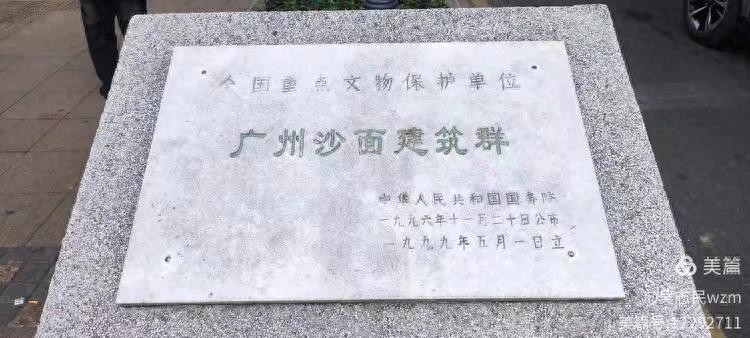 全国重点文物保护单位
广州沙面建筑群
中华人民共和国国务院
一九九六年十一月二十日公布
一九九九年五月一日立
美篇